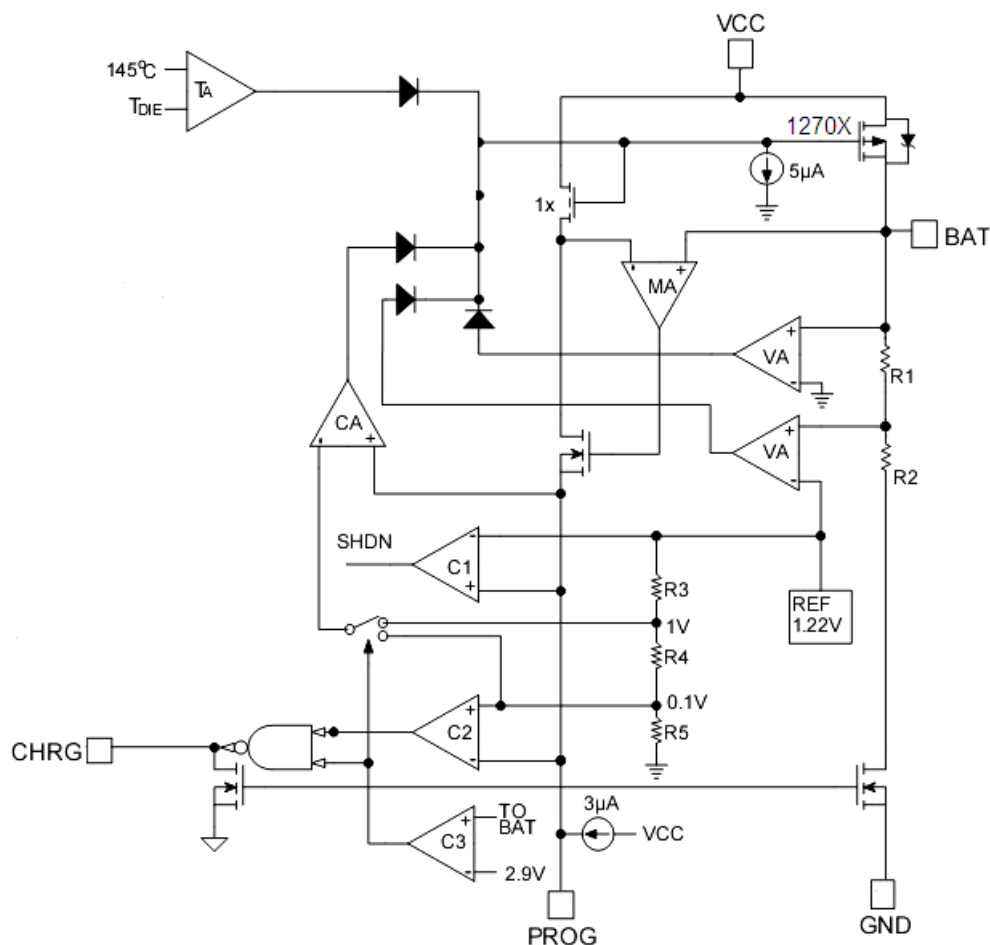 VCC
145°C
TA
TDIE
1270X
5µA
1x
BAT
MA
+
VA
+
-
R1
CA
+
VA
+
-
R2
SHDN
C1
-
+
R3
REF
1.22V
1V
R4
0.1V
C2
+
-
R5
CHRG
3µA
VCC
C3
+
-
TO
BAT
2.9V
PROG
GND